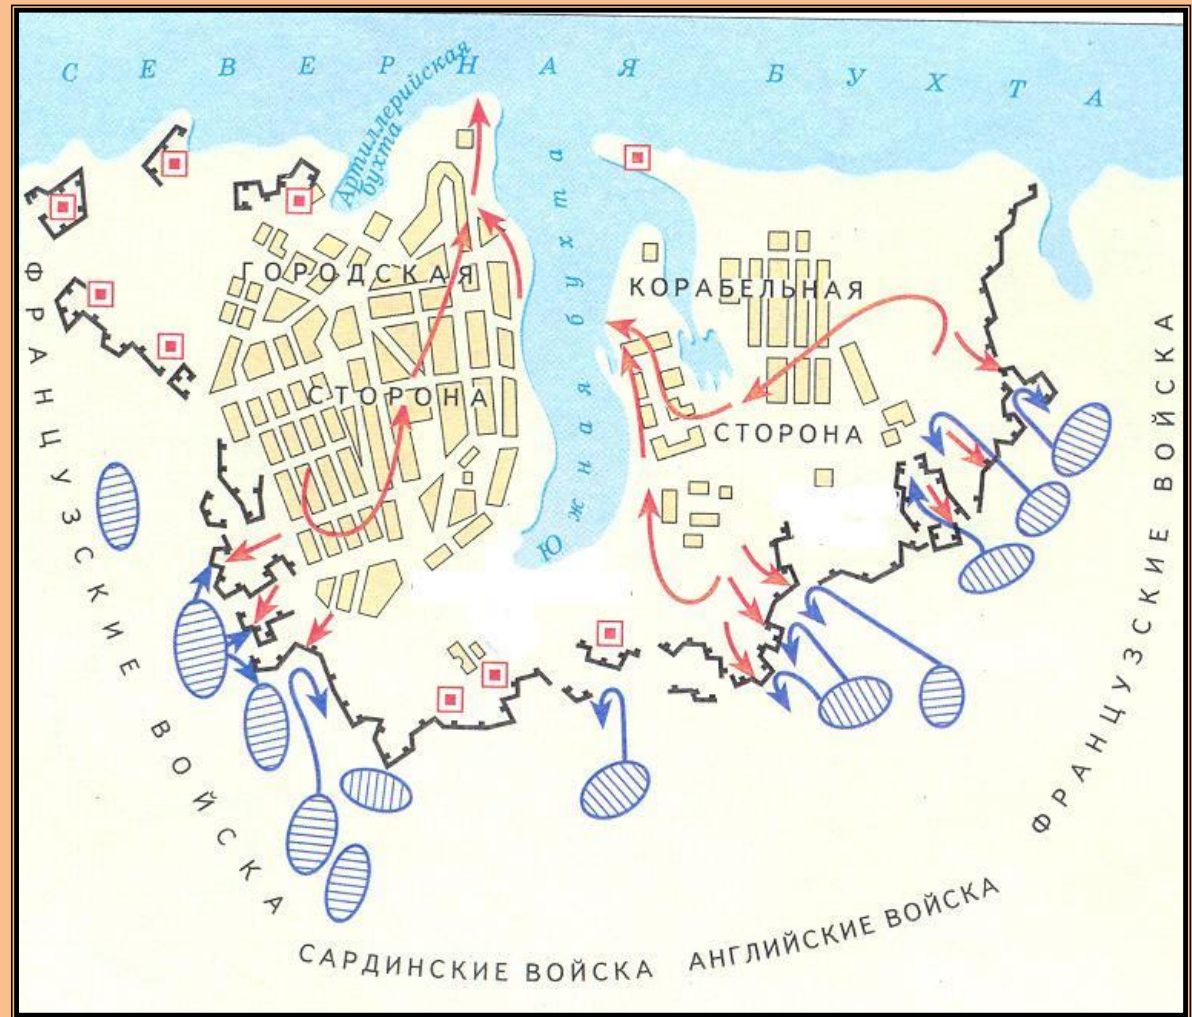 СЕВЕРНАЯ БУХТА
Артиллерийская
бухта
Южная бухта
ГОРОДСКАЯ
СТОРОНА
КОРАБЕЛЬНАЯ
СТОРОНА
ФРАНЦУЗСКИЕ ВОЙСКА
САРДИНСКИЕ ВОЙСКА
АНГЛИЙСКИЕ ВОЙСКА
ФРАНЦУЗСКИЕ ВОЙСКА